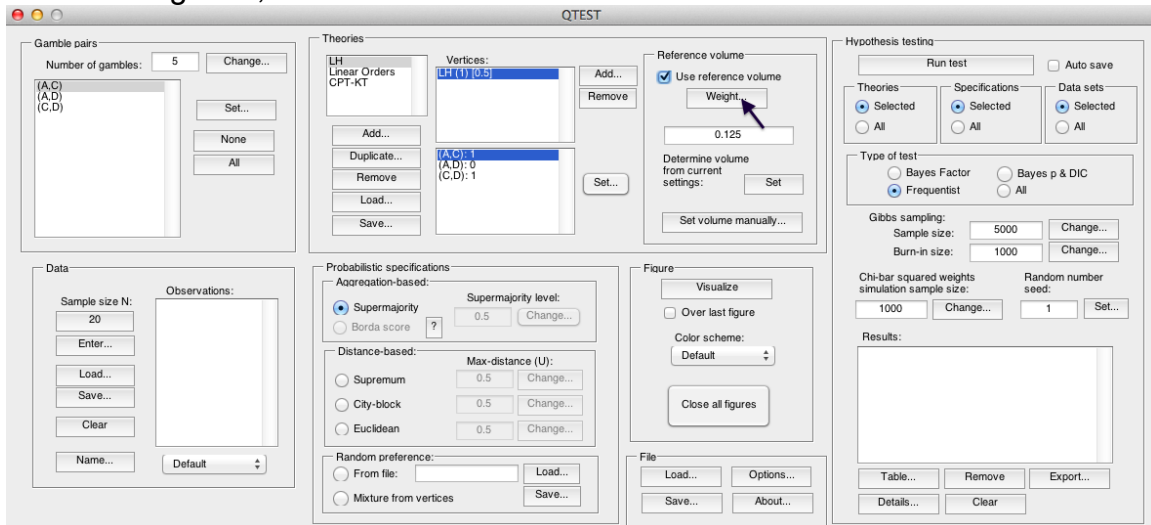 QTEST
Gamble pairs
Number of gambles: 5 Change...
(A,C)
(A,D)
(C,D)
Set...
None
All
Theories
LH
Linear Orders
CPT-KT
Add...
Duplicate...
Remove
Load...
Save...
Vertices:
LH (1) [0.5]
Add...
Remove
(A,C): 1
(A,D): 0
(C,D): 1
Set...
Reference volume
Use reference volume
Weight...
0.125
Determine volume
from current
settings: Set
Set volume manually...
Hypothesis testing
Run test Auto save
Theories
Selected
All
Specifications
Selected
All
Data sets
Selected
All
Type of test
Bayes Factor Bayes p & DIC
Frequentist All
Gibbs sampling:
Sample size: 5000 Change...
Burn-in size: 1000 Change...
Chi-bar squared weights
simulation sample size:
1000 Change...
Random number
seed:
1 Set...
Results:
Table... Remove Export...
Details... Clear
Data
Sample size N:
20
Enter...
Load...
Save...
Clear
Name...
Observations:
Default
Probabilistic specifications
Aggregation-based:
Supermajority
Borda score ?
Supermajority level:
0.5 Change...
Distance-based:
Max-distance (U):
Supremum 0.5 Change...
City-block 0.5 Change...
Euclidean 0.5 Change...
Random preference:
From file: Load...
Mixture from vertices Save...
Figure
Visualize
Over last figure
Color scheme:
Default
Close all figures
File
Load... Options...
Save... About...